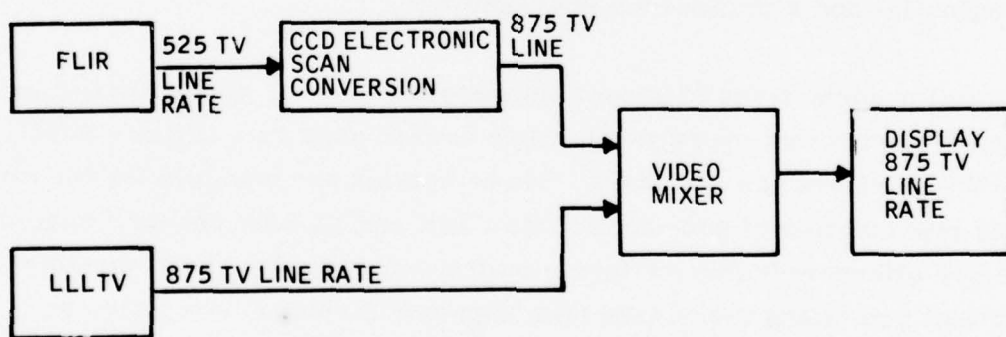 FLIR
525 TV
LINE
RATE
CCD ELECTRONIC
SCAN
CONVERSION
875 TV
LINE
VIDEO
MIXER
DISPLAY
875 TV
LINE
RATE
LLLTV
875 TV LINE RATE